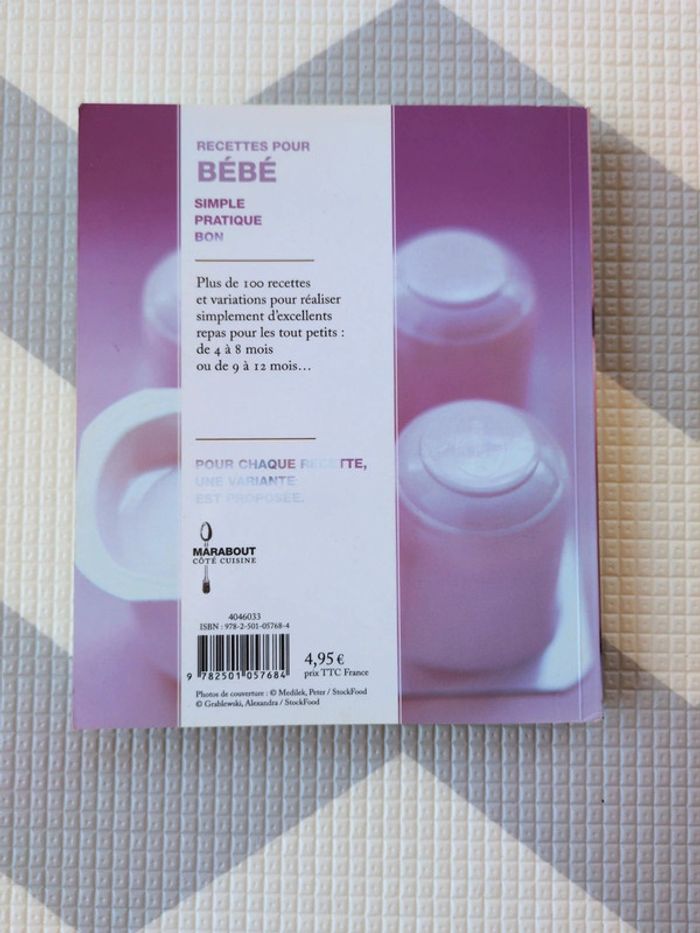 RECETTES POUR
BÉBÉ
SIMPLE
PRATIQUE
BON
Plus de 100 recettes
et variations pour réaliser
simplement d'excellents
repas pour les tout petits :
de 4 à 8 mois
ou de 9 à 12 mois...
POUR CHAQUE RECETTE,
UNE VARIANTE
EST PROPOSÉE.
MARABOUT
CÔTÉ CUISINE
4046033
ISBN : 978-2-501-05768-4
9 782501 057684
4,95 €
prix TTC France
Photos de couverture : © Medilek, Peter / StockFood
© Grablewski, Alexandra / StockFood